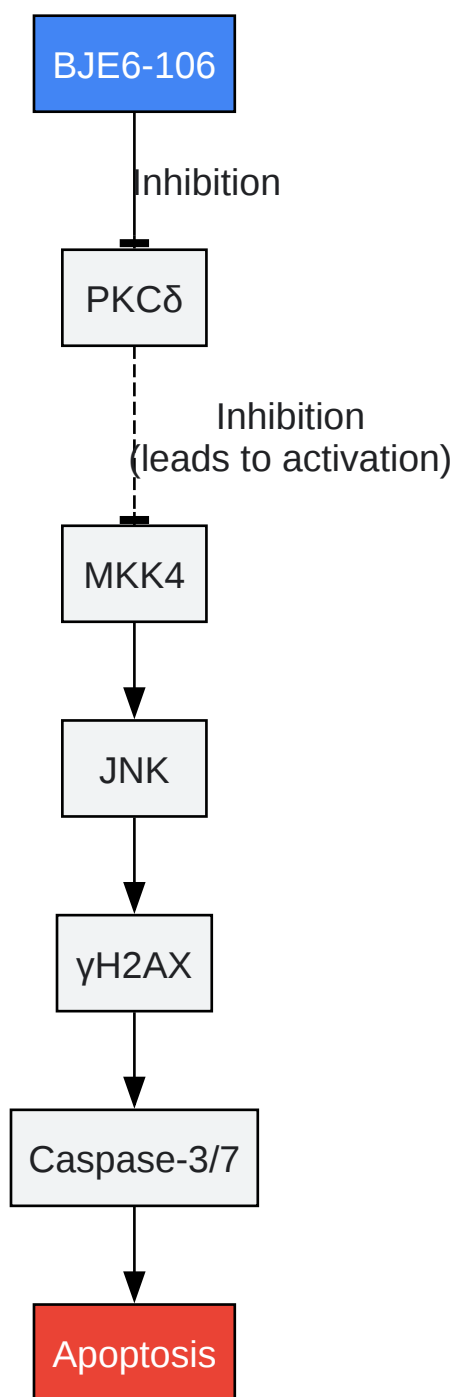 BJE6-106
Inhibition
PKCδ
Inhibition
(leads to activation)
MKK4
JNK
γH2AX
Caspase-3/7
Apoptosis